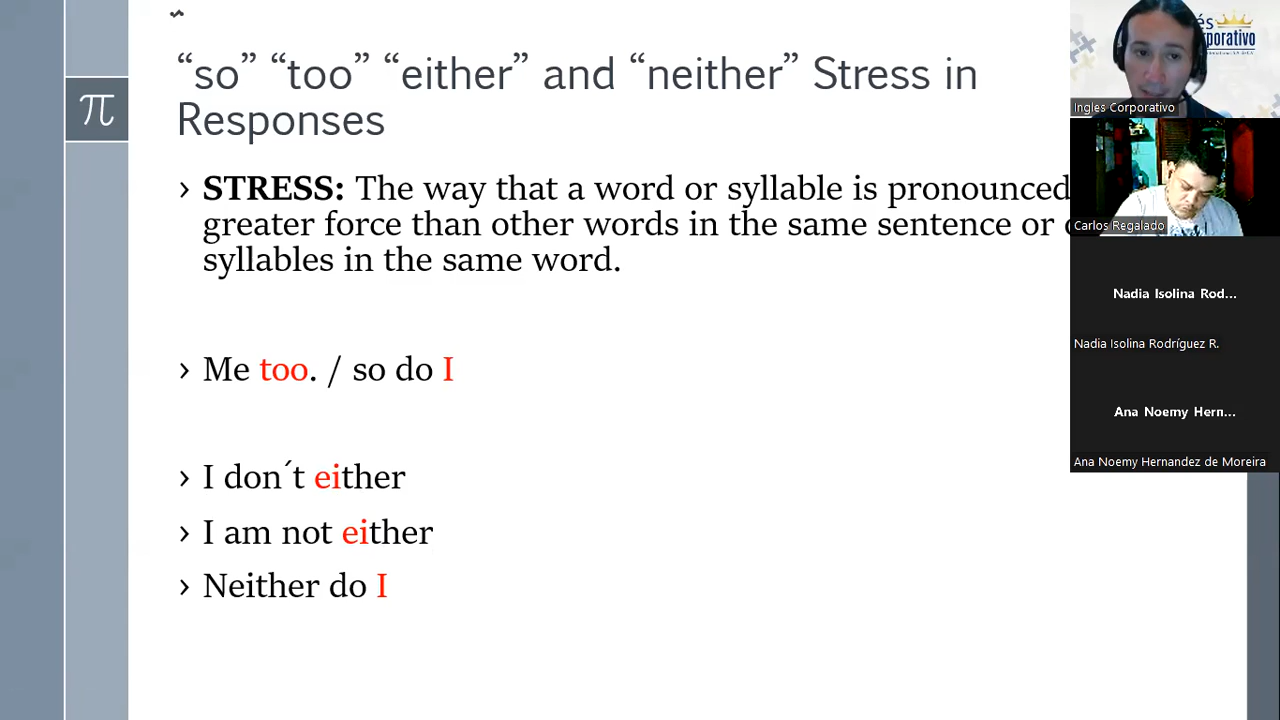 “so” “too” “either” and “neither” Stress in
Responses
π
› STRESS: The way that a word or syllable is pronounced
greater force than other words in the same sentence or
syllables in the same word.
› Me too. / so do I
› I don´t either
› I am not either
› Neither do I
és
rporativo
Ingles Corporativo
Carlos Regalado
Nadia Isolina Rod...
Nadia Isolina Rodríguez R.
Ana Noemy Hern...
Ana Noemy Hernandez de Moreira